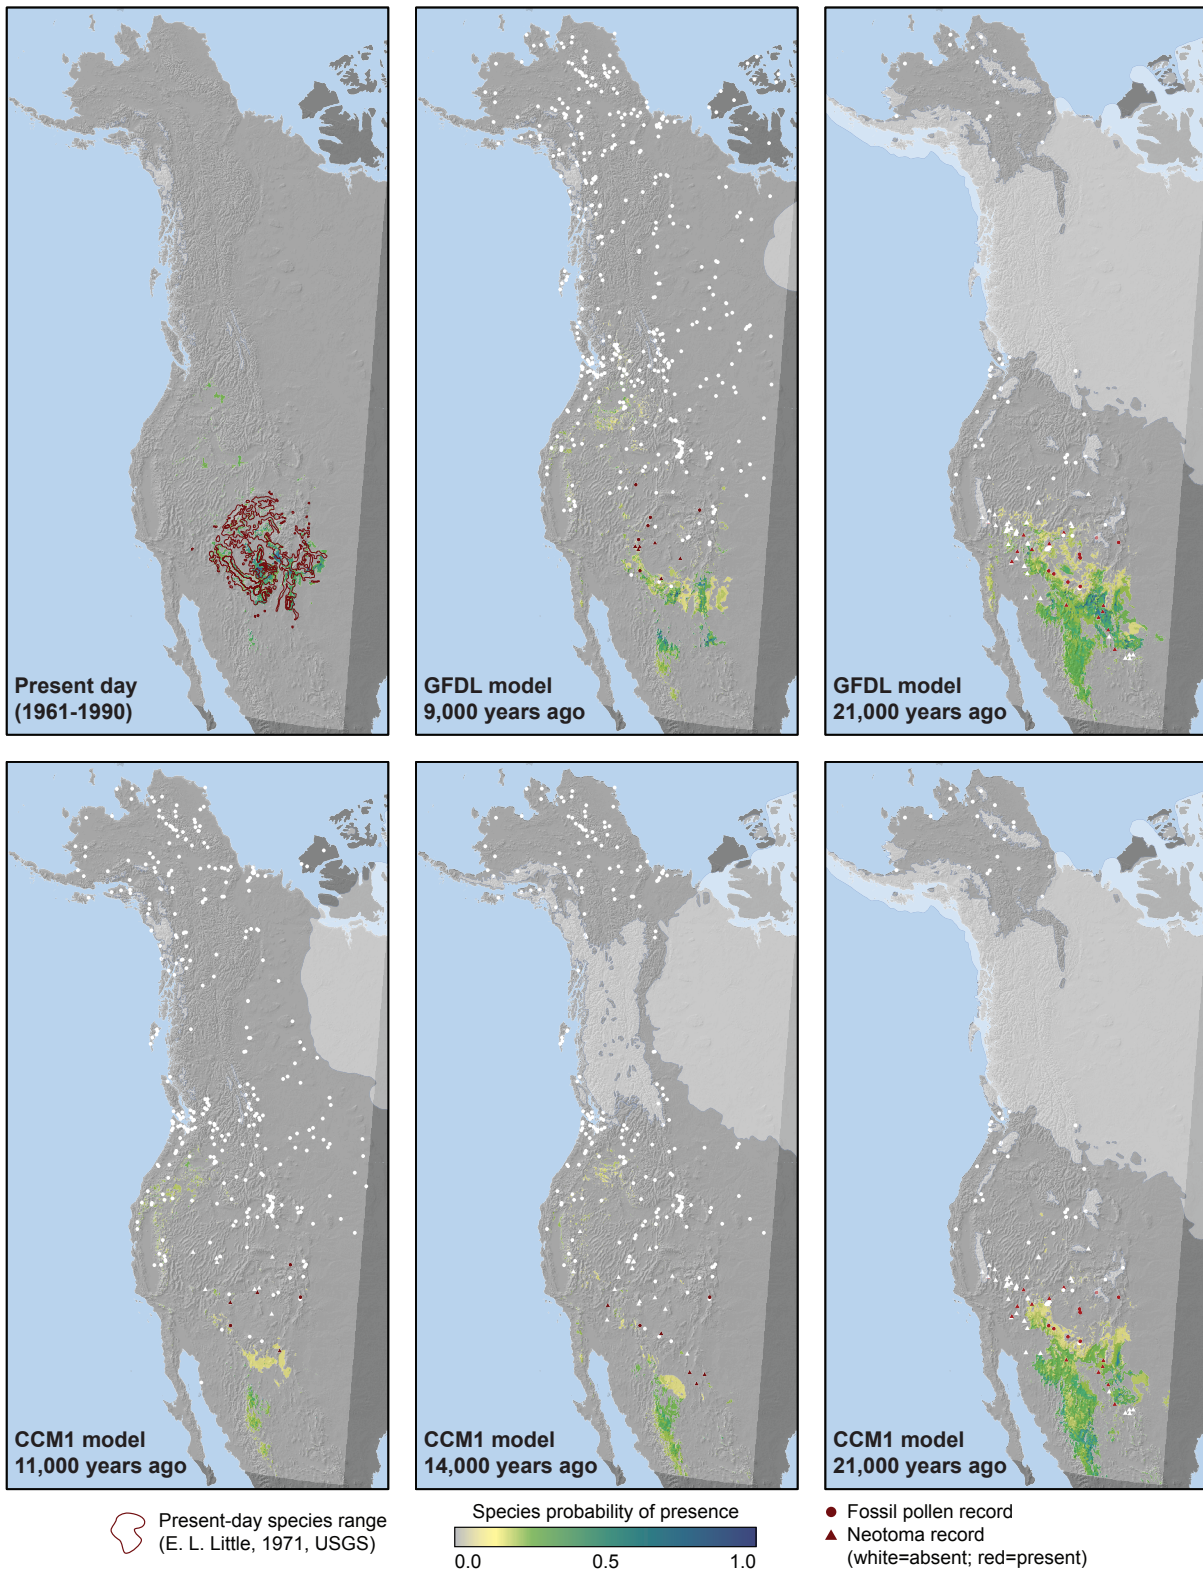 Present day
(1961-1990)
GFDL model
9,000 years ago
GFDL model
21,000 years ago
CCM1 model
11,000 years ago
CCM1 model
14,000 years ago
CCM1 model
21,000 years ago
Present-day species range
(E. L. Little, 1971, USGS)
Species probability of presence
0.0
0.5
1.0
Fossil pollen record
Neotoma record
(white=absent; red=present)